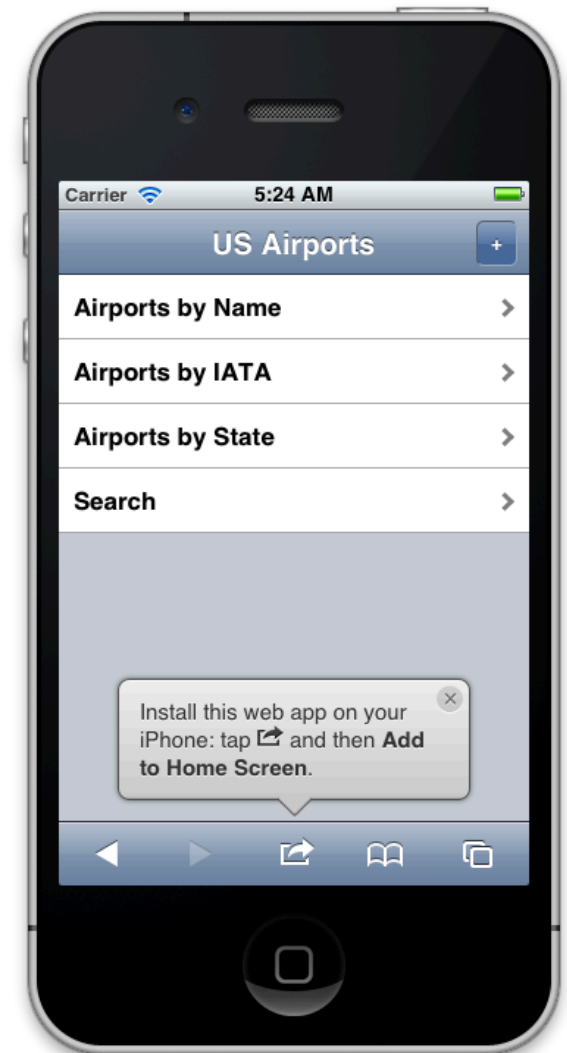 Carrier 5:24 AM
US Airports +
Airports by Name
Airports by IATA
Airports by State
Search
Install this web app on your
iPhone: tap and then Add
to Home Screen.